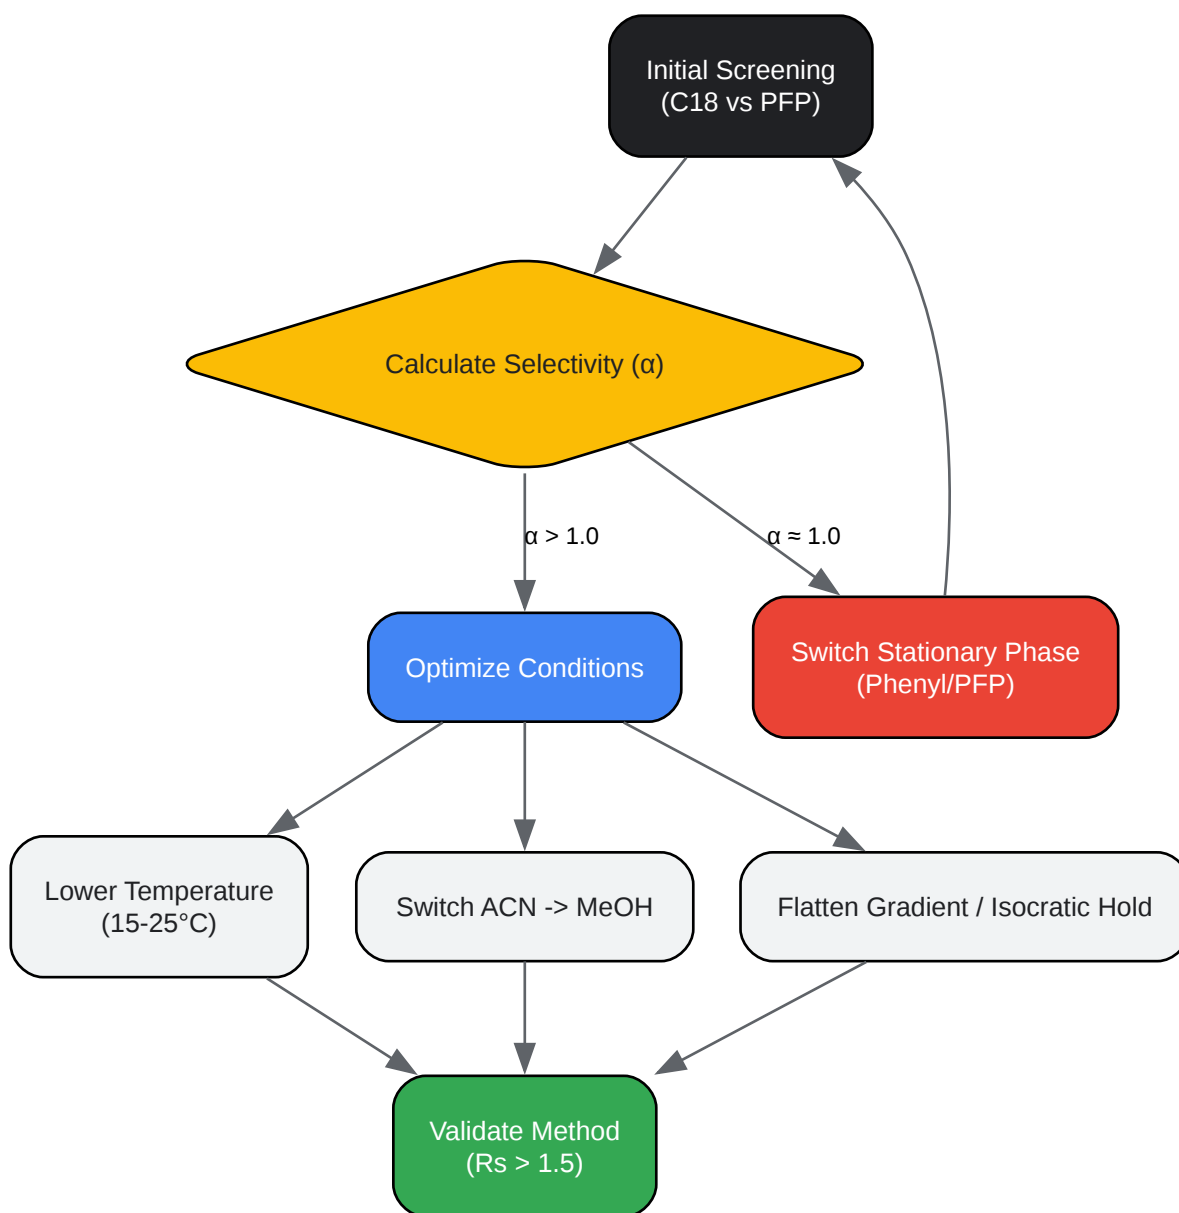 Initial Screening
(C18 vs PFP)
Calculate Selectivity (α)
α > 1.0
α ≈ 1.0
Optimize Conditions
Switch Stationary Phase
(Phenyl/PFP)
Lower Temperature
(15-25°C)
Switch ACN -> MeOH
Flatten Gradient / Isocratic Hold
Validate Method
(Rs > 1.5)